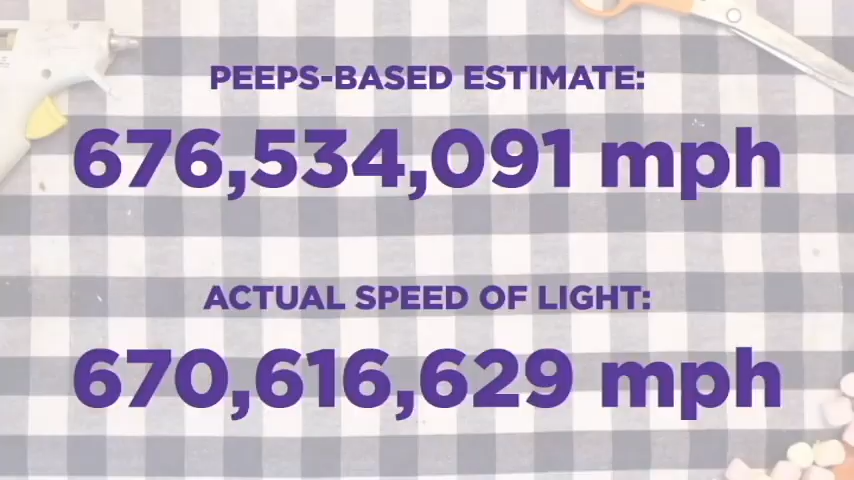 PEEPS-BASED ESTIMATE:
676,534,091 mph
ACTUAL SPEED OF LIGHT:
670,616,629 mph